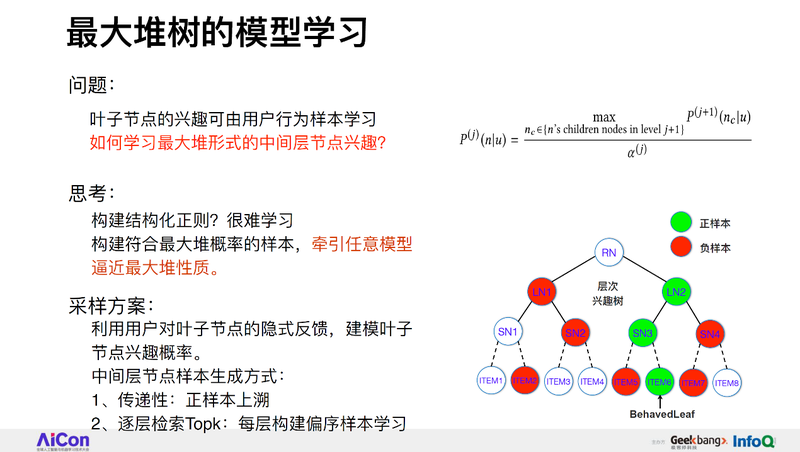 最大堆树的模型学习
问题：
叶子节点的兴趣可由用户行为样本学习
如何学习最大堆形式的中间层节点兴趣？
P^(j)(n|u) = max_{n_c∈{n's children nodes in level j+1}} P^(j+1)(n_c|u) / α^(j)
思考：
构建结构化正则？很难学习
构建符合最大堆概率的样本，牵引任意模型
逼近最大堆性质。
采样方案：
利用用户对叶子节点的隐式反馈，建模叶子
节点兴趣概率。
中间层节点样本生成方式：
1、传递性：正样本上溯
2、逐层检索Topk：每层构建偏序样本学习
正样本
负样本
RN
层次
兴趣树
LN1 LN2
SN1 SN2 SN3 SN4
ITEM1 ITEM2 ITEM3 ITEM4 ITEM5 ITEM6 ITEM7 ITEM8
BehavedLeaf
AiCon
Geekbang>.
极客邦科技
InfoQ